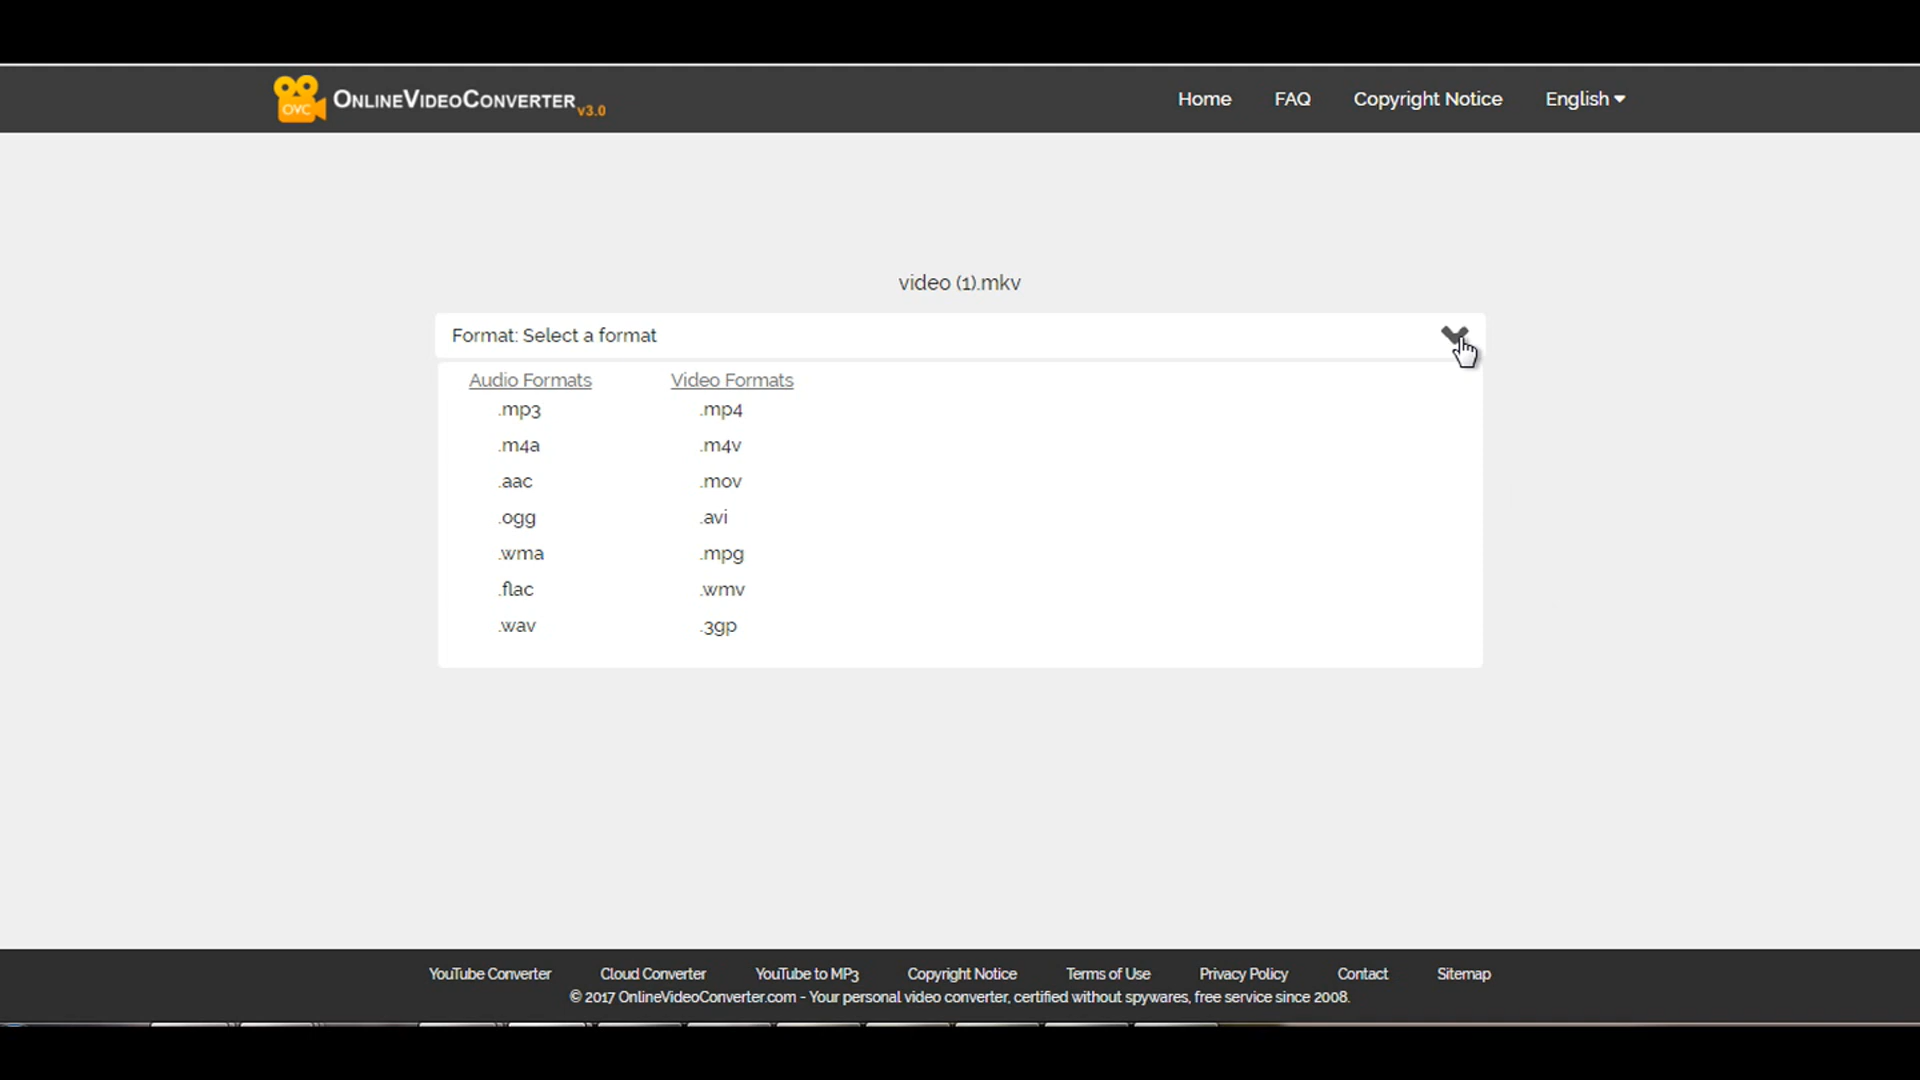 OVC ONLINEVIDEOCONVERTER v3.0 Home FAQ Copyright Notice English
video (1).mkv
Format: Select a format
Audio Formats Video Formats
.mp3 .mp4
.m4a .m4v
.aac .mov
.ogg .avi
.wma .mpg
.flac .wmv
.wav .3gp
YouTube Converter Cloud Converter YouTube to MP3 Copyright Notice Terms of Use Privacy Policy Contact Sitemap
© 2017 OnlineVideoConverter.com - Your personal video converter, certified without spywares, free service since 2008.